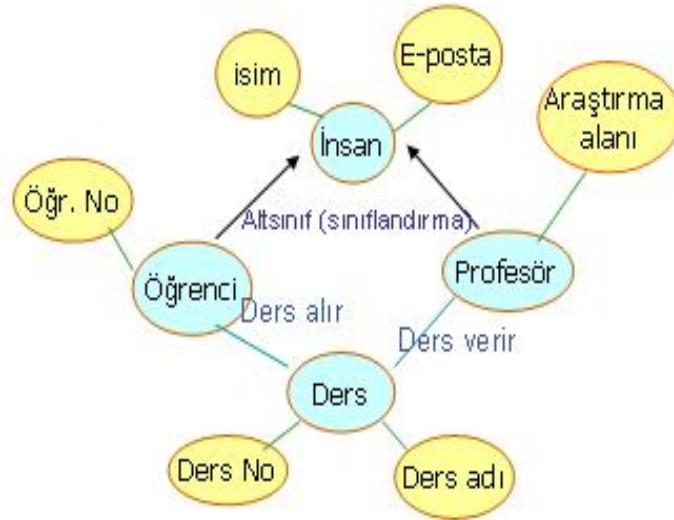 isim
E-posta
Araştırma
alanı
İnsan
Öğr. No
Altsınıf (sınıflandırma)
Öğrenci
Profesör
Ders alır
Ders verir
Ders
Ders No
Ders adı